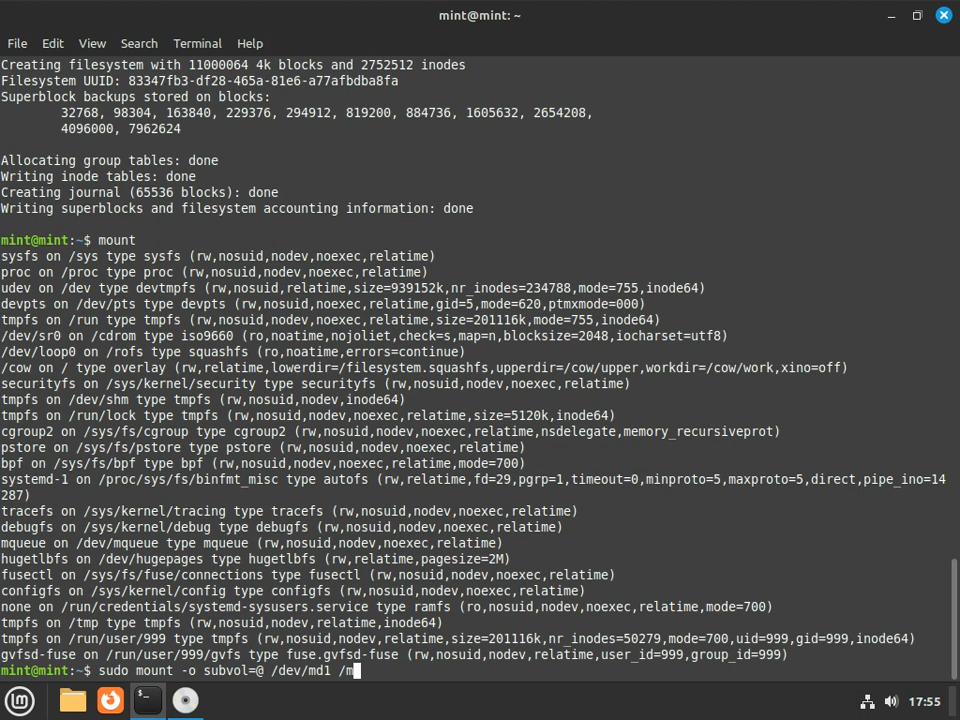 mint@mint: ~
File Edit View Search Terminal Help
Creating filesystem with 11000064 4k blocks and 2752512 inodes
Filesystem UUID: 83347fb3-df28-465a-81e6-a77afbdba8fa
Superblock backups stored on blocks:
32768, 98304, 163840, 229376, 294912, 819200, 884736, 1605632, 2654208,
4096000, 7962624
Allocating group tables: done
Writing inode tables: done
Creating journal (65536 blocks): done
Writing superblocks and filesystem accounting information: done
mint@mint:~$ mount
sysfs on /sys type sysfs (rw,nosuid,nodev,noexec,relatime)
proc on /proc type proc (rw,nosuid,nodev,noexec,relatime)
udev on /dev type devtmpfs (rw,nosuid,relatime,size=939152k,nr_inodes=234788,mode=755,inode64)
devpts on /dev/pts type devpts (rw,nosuid,noexec,relatime,gid=5,mode=620,ptmxmode=000)
tmpfs on /run type tmpfs (rw,nosuid,nodev,noexec,relatime,size=201116k,mode=755,inode64)
/dev/sr0 on /cdrom type iso9660 (ro,noatime,nojoliet,check=s,map=n,blocksize=2048,iocharset=utf8)
/dev/loop0 on /rofs type squashfs (ro,noatime,errors=continue)
/cow on / type overlay (rw,relatime,lowerdir=/filesystem.squashfs,upperdir=/cow/upper,workdir=/cow/work,xino=off)
securityfs on /sys/kernel/security type securityfs (rw,nosuid,nodev,noexec,relatime)
tmpfs on /dev/shm type tmpfs (rw,nosuid,nodev,inode64)
tmpfs on /run/lock type tmpfs (rw,nosuid,nodev,noexec,relatime,size=5120k,inode64)
cgroup2 on /sys/fs/cgroup type cgroup2 (rw,nosuid,nodev,noexec,relatime,nsdelegate,memory_recursiveprot)
pstore on /sys/fs/pstore type pstore (rw,nosuid,nodev,noexec,relatime)
bpf on /sys/fs/bpf type bpf (rw,nosuid,nodev,noexec,relatime,mode=700)
systemd-1 on /proc/sys/fs/binfmt_misc type autofs (rw,relatime,fd=29,pgrp=1,timeout=0,minproto=5,maxproto=5,direct,pipe_ino=14
287)
tracefs on /sys/kernel/tracing type tracefs (rw,nosuid,nodev,noexec,relatime)
debugfs on /sys/kernel/debug type debugfs (rw,nosuid,nodev,noexec,relatime)
mqueue on /dev/mqueue type mqueue (rw,nosuid,nodev,noexec,relatime)
hugetlbfs on /dev/hugepages type hugetlbfs (rw,relatime,pagesize=2M)
fusectl on /sys/fs/fuse/connections type fusectl (rw,nosuid,nodev,noexec,relatime)
configfs on /sys/kernel/config type configfs (rw,nosuid,nodev,noexec,relatime)
none on /run/credentials/systemd-sysusers.service type ramfs (ro,nosuid,nodev,noexec,relatime,mode=700)
tmpfs on /tmp type tmpfs (rw,nosuid,nodev,relatime,inode64)
tmpfs on /run/user/999 type tmpfs (rw,nosuid,nodev,relatime,size=201116k,nr_inodes=50279,mode=700,uid=999,gid=999,inode64)
gvfsd-fuse on /run/user/999/gvfs type fuse.gvfsd-fuse (rw,nosuid,nodev,relatime,user_id=999,group_id=999)
mint@mint:~$ sudo mount -o subvol=@ /dev/md1 /m
17:55